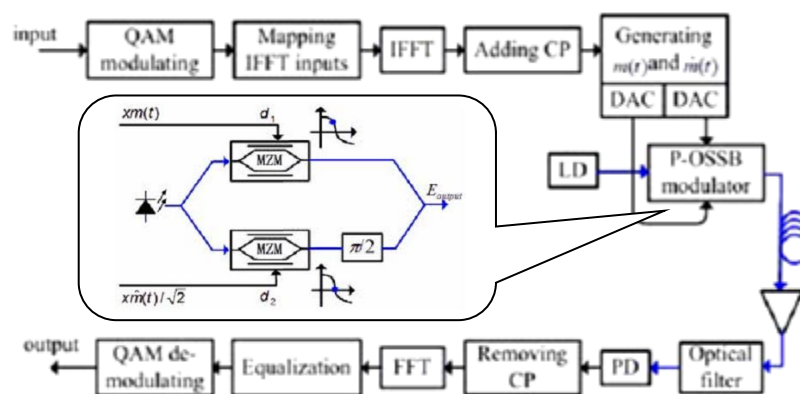 input
QAM
modulating
Mapping
IFFT inputs
IFFT
Adding CP
Generating
m(t) and m̂(t)
DAC
DAC
xm(t)
d₁
MZM
LD
P-OSSB
modulator
E_output
MZM
π/2
xm̂(t)/√2
d₂
output
QAM de-
modulating
Equalization
FFT
Removing
CP
PD
Optical
filter